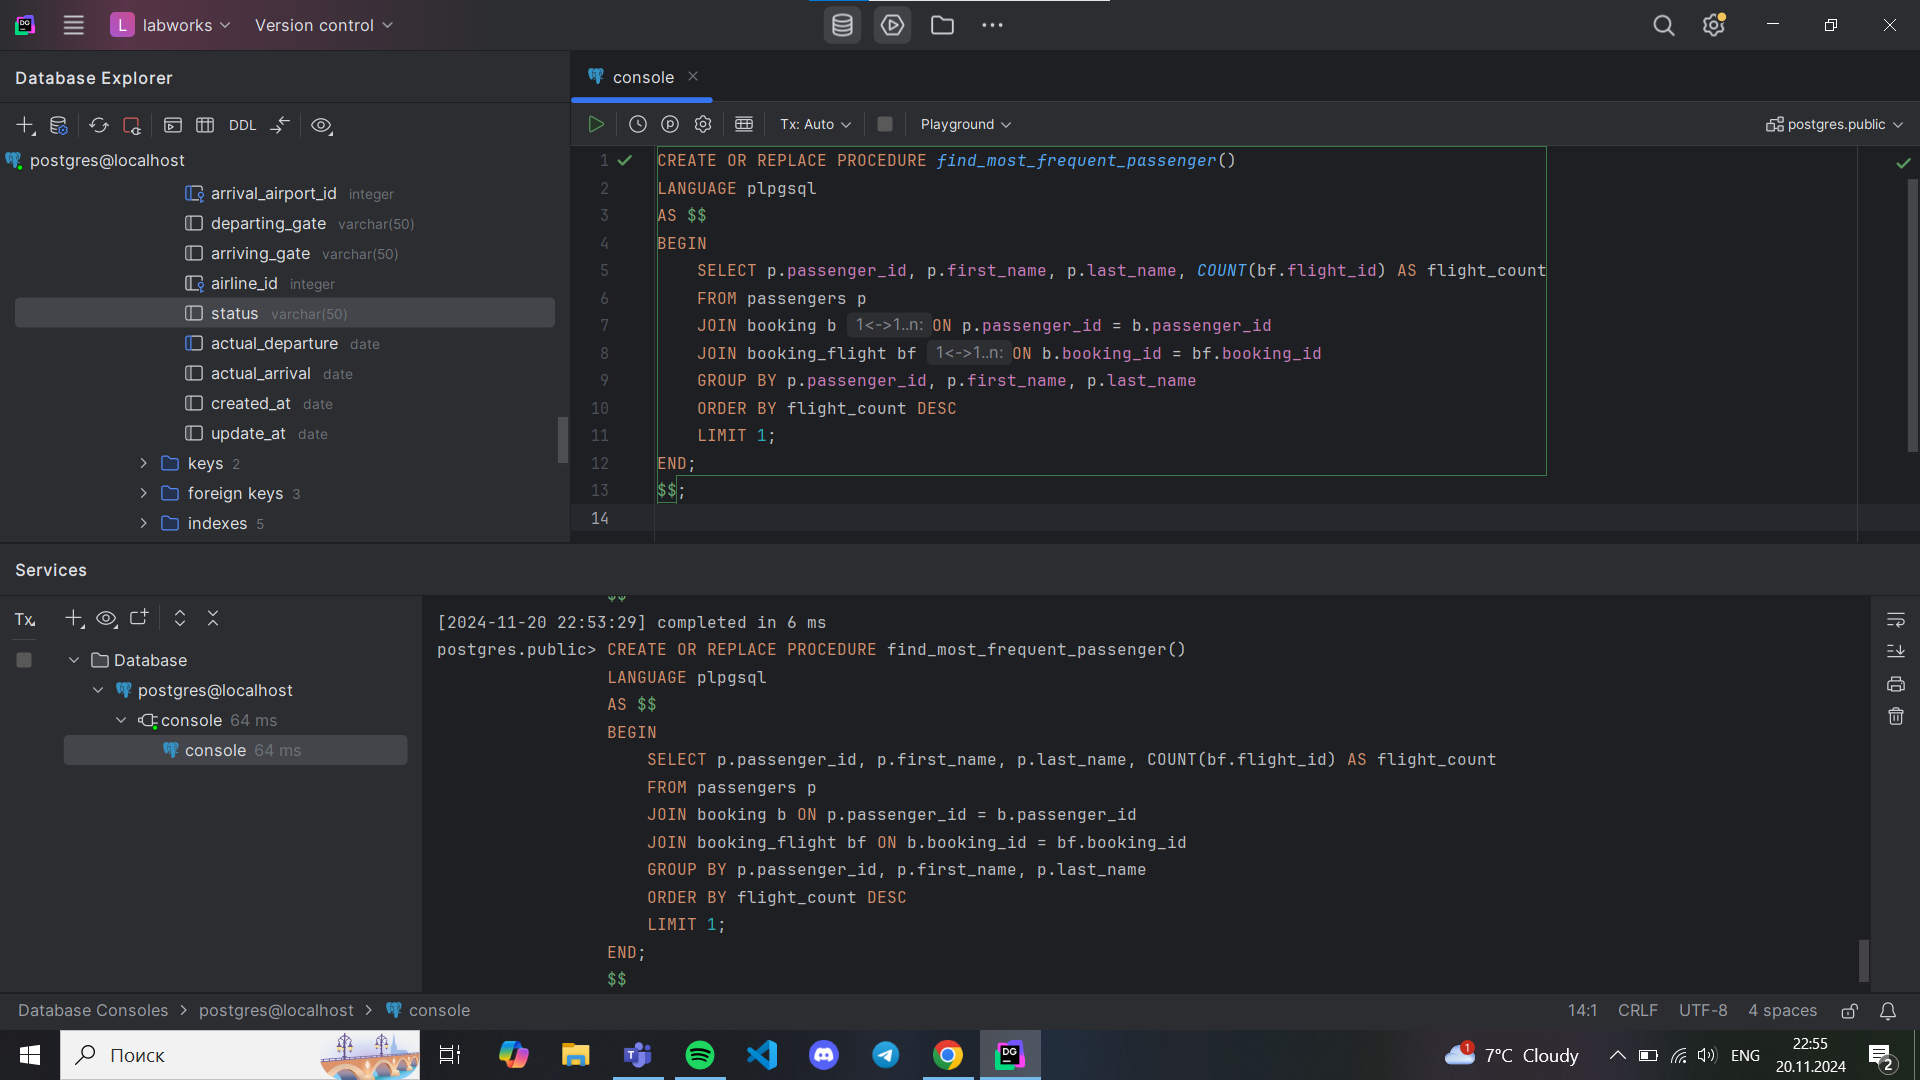 DG
L labworks
Version control
Database Explorer
console
DDL
Tx: Auto
Playground
postgres.public
postgres@localhost
arrival_airport_id integer
departing_gate varchar(50)
arriving_gate varchar(50)
airline_id integer
status varchar(50)
actual_departure date
actual_arrival date
created_at date
update_at date
keys 2
foreign keys 3
indexes 5
1 CREATE OR REPLACE PROCEDURE find_most_frequent_passenger()
2 LANGUAGE plpgsql
3 AS $$
4 BEGIN
5 SELECT p.passenger_id, p.first_name, p.last_name, COUNT(bf.flight_id) AS flight_count
6 FROM passengers p
7 JOIN booking b 1<->1..n: ON p.passenger_id = b.passenger_id
8 JOIN booking_flight bf 1<->1..n: ON b.booking_id = bf.booking_id
9 GROUP BY p.passenger_id, p.first_name, p.last_name
10 ORDER BY flight_count DESC
11 LIMIT 1;
12 END;
13 $$;
14
Services
Tx
Database
postgres@localhost
console 64 ms
console 64 ms
$$
[2024-11-20 22:53:29] completed in 6 ms
postgres.public> CREATE OR REPLACE PROCEDURE find_most_frequent_passenger()
LANGUAGE plpgsql
AS $$
BEGIN
SELECT p.passenger_id, p.first_name, p.last_name, COUNT(bf.flight_id) AS flight_count
FROM passengers p
JOIN booking b ON p.passenger_id = b.passenger_id
JOIN booking_flight bf ON b.booking_id = bf.booking_id
GROUP BY p.passenger_id, p.first_name, p.last_name
ORDER BY flight_count DESC
LIMIT 1;
END;
$$
Database Consoles > postgres@localhost > console
14:1 CRLF UTF-8 4 spaces
Поиск
DG
1
7°C Cloudy
ENG
22:55
20.11.2024
2